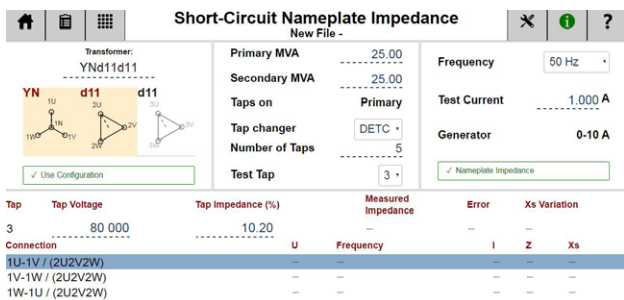 Short-Circuit Nameplate Impedance
New File -
?
Transformer:
YNd11d11
YN d11 d11
1U 2U 3U
1N 2V 3V
1W 1V
2W 3W
✓ Use Configuration
Primary MVA 25.00
Secondary MVA 25.00
Taps on Primary
Tap changer DETC
Number of Taps 5
Test Tap 3
Frequency 50 Hz
Test Current 1.000 A
Generator 0-10 A
✓ Nameplate Impedance
Tap Tap Voltage Tap Impedance (%) Measured Impedance Error Xs Variation
3 80 000 10.20 -- -- --
Connection U Frequency I Z Xs
1U-1V / (2U2V2W) -- -- -- -- --
1V-1W / (2U2V2W) -- -- -- -- --
1W-1U / (2U2V2W) -- -- -- -- --